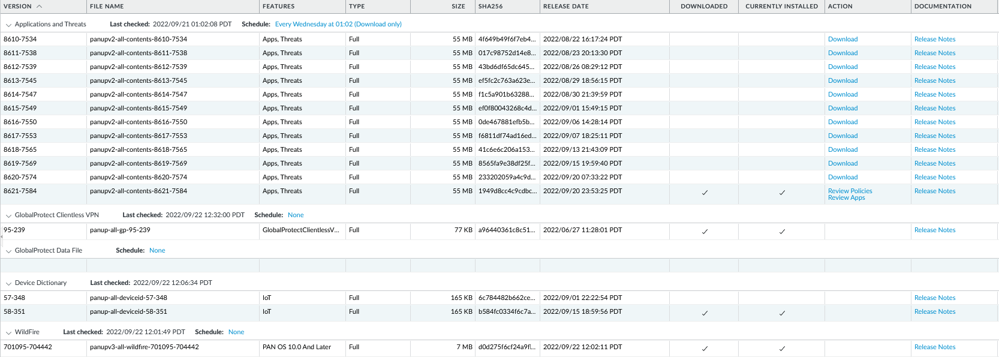 VERSION FILE NAME FEATURES TYPE SIZE SHA256 RELEASE DATE DOWNLOADED CURRENTLY INSTALLED ACTION DOCUMENTATION
Applications and Threats Last checked: 2022/09/21 01:02:08 PDT Schedule: Every Wednesday at 01:02 (Download only)
8610-7534 panupv2-all-contents-8610-7534 Apps, Threats Full 55 MB 4f649b49f6f7eb4... 2022/08/22 16:17:24 PDT Download Release Notes
8611-7538 panupv2-all-contents-8611-7538 Apps, Threats Full 55 MB 017c98752d14e8... 2022/08/23 20:13:30 PDT Download Release Notes
8612-7539 panupv2-all-contents-8612-7539 Apps, Threats Full 55 MB 43bd6df65dc645... 2022/08/26 08:29:12 PDT Download Release Notes
8613-7545 panupv2-all-contents-8613-7545 Apps, Threats Full 55 MB ef5fc2c763a623e... 2022/08/29 18:56:15 PDT Download Release Notes
8614-7547 panupv2-all-contents-8614-7547 Apps, Threats Full 55 MB f1c5a901b63288... 2022/08/30 21:39:59 PDT Download Release Notes
8615-7549 panupv2-all-contents-8615-7549 Apps, Threats Full 55 MB ef0f80043268c4d... 2022/09/01 15:49:15 PDT Download Release Notes
8616-7550 panupv2-all-contents-8616-7550 Apps, Threats Full 55 MB 0de467881efb5b... 2022/09/06 14:28:14 PDT Download Release Notes
8617-7553 panupv2-all-contents-8617-7553 Apps, Threats Full 55 MB f6811df74ad16ed... 2022/09/07 18:25:11 PDT Download Release Notes
8618-7565 panupv2-all-contents-8618-7565 Apps, Threats Full 55 MB 41c6e6c206a153... 2022/09/13 21:43:09 PDT Download Release Notes
8619-7569 panupv2-all-contents-8619-7569 Apps, Threats Full 55 MB 8565fa9e38df25f... 2022/09/15 19:59:40 PDT Download Release Notes
8620-7574 panupv2-all-contents-8620-7574 Apps, Threats Full 55 MB 233202059a4c9d... 2022/09/20 07:33:22 PDT Download Release Notes
8621-7584 panupv2-all-contents-8621-7584 Apps, Threats Full 55 MB 1949d8cc4c9cdbc... 2022/09/20 23:53:25 PDT ✓ ✓ Review Policies Release Notes
Review Apps
GlobalProtect Clientless VPN Last checked: 2022/09/22 12:32:00 PDT Schedule: None
95-239 panup-all-gp-95-239 GlobalProtectClientlessV... Full 77 KB a96440361c8c51... 2022/06/27 11:28:01 PDT ✓ ✓ Release Notes
GlobalProtect Data File Schedule: None
Device Dictionary Last checked: 2022/09/22 12:06:34 PDT
57-348 panup-all-deviceid-57-348 IoT Full 165 KB 6c784482b662ce... 2022/09/01 22:22:54 PDT Release Notes
58-351 panup-all-deviceid-58-351 IoT Full 165 KB b584fc0334f6c7a... 2022/09/15 18:59:56 PDT ✓ ✓ Release Notes
WildFire Last checked: 2022/09/22 12:01:49 PDT Schedule: None
701095-704442 panupv3-all-wildfire-701095-704442 PAN OS 10.0 And Later Full 7 MB d0d275f6cf24a9fl... 2022/09/22 12:02:11 PDT ✓ ✓ Release Notes